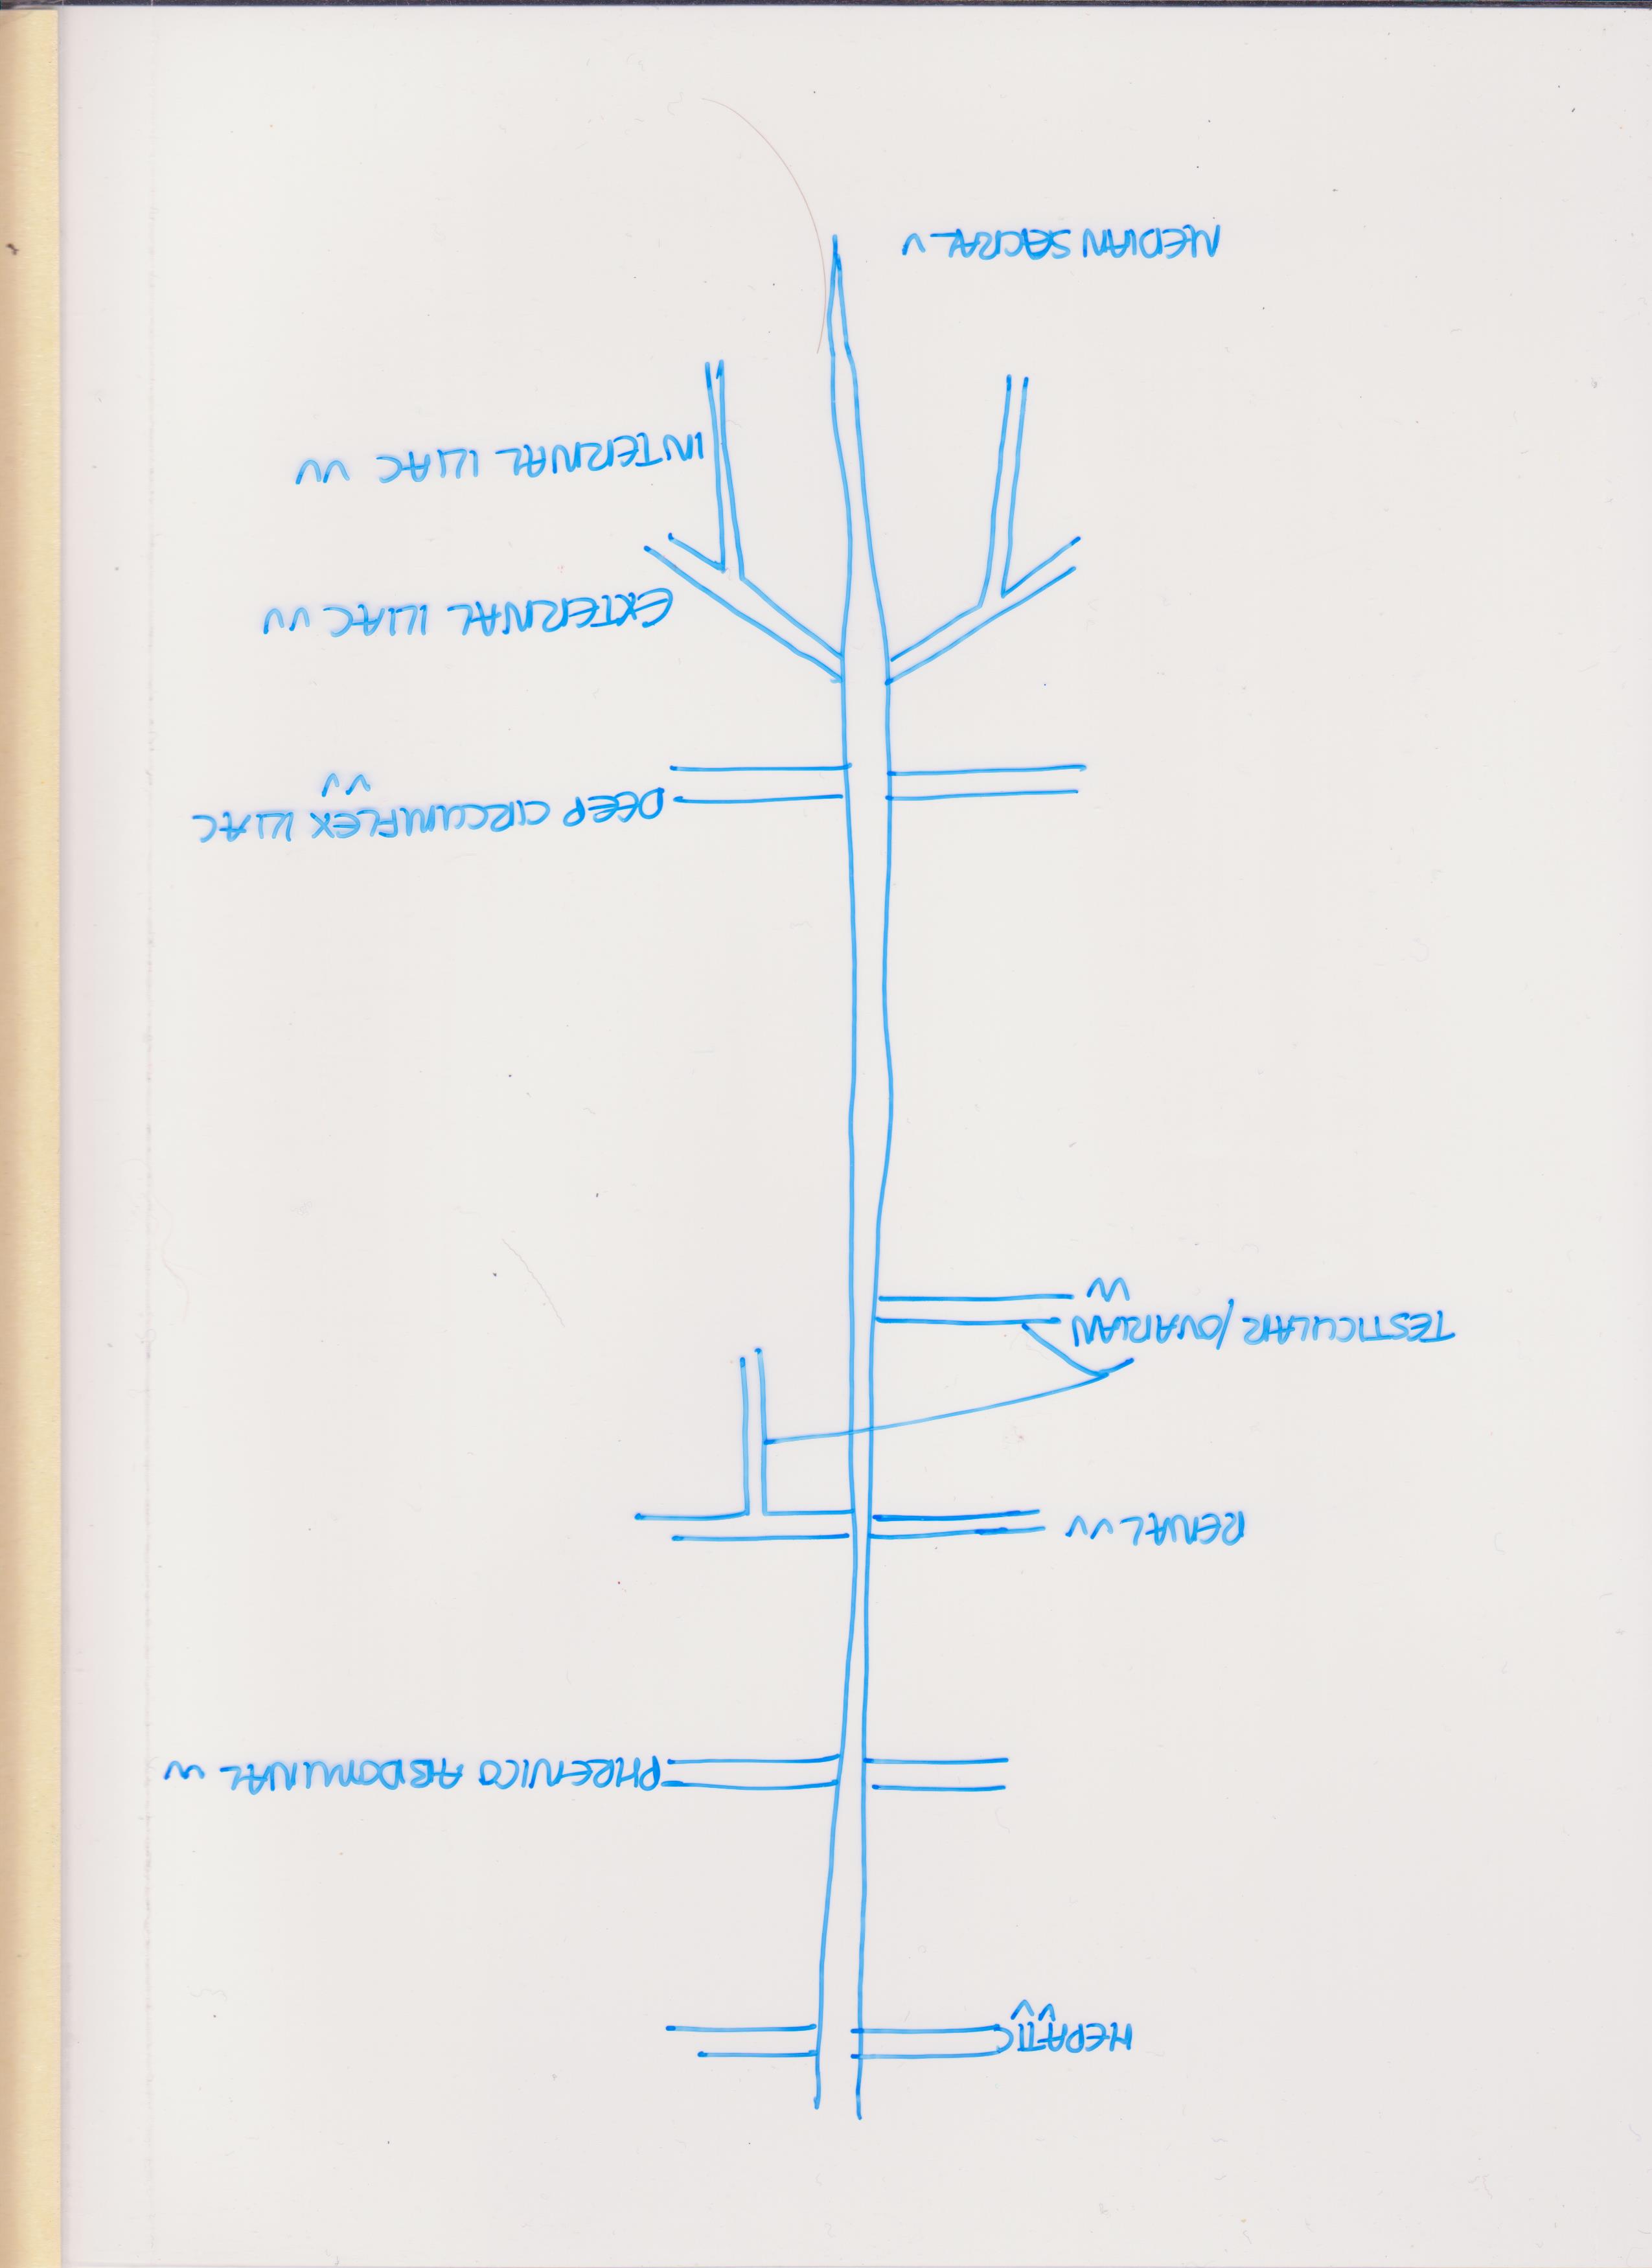 HEPATIC
VV
PHRENICO ABDOMINAL VV
RENAL VV
TESTICULAR/OVARIAN
VV
DEEP CIRCUMFLEX ILIAC
VV
EXTERNAL ILIAC VV
INTERNAL ILIAC VV
MEDIAN SACRAL V